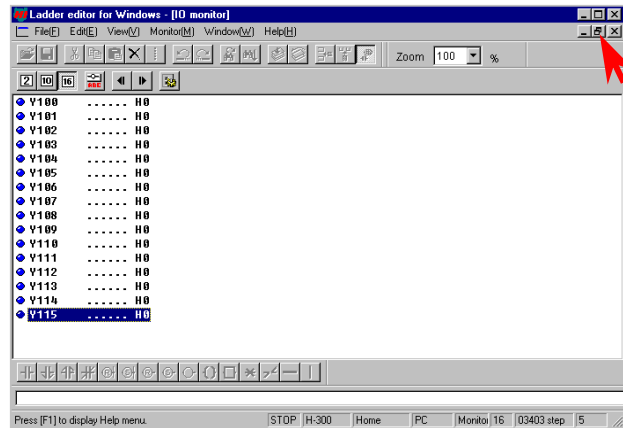 Ladder editor for Windows - [IO monitor]
File(F) Edit(E) View(V) Monitor(M) Window(W) Help(H)
Zoom 100 %
2 10 16 ABC
Y100 ...... H0
Y101 ...... H0
Y102 ...... H0
Y103 ...... H0
Y104 ...... H0
Y105 ...... H0
Y106 ...... H0
Y107 ...... H0
Y108 ...... H0
Y109 ...... H0
Y110 ...... H0
Y111 ...... H0
Y112 ...... H0
Y113 ...... H0
Y114 ...... H0
Y115 ...... H0
Press [F1] to display Help menu. STOP H-300 Home PC Monitor 16 03403 step 5